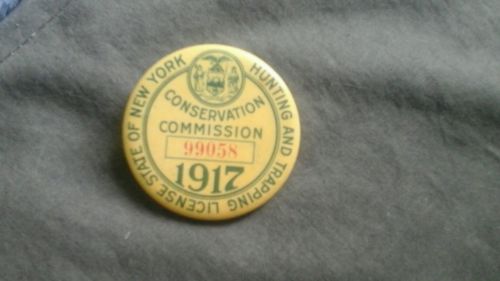 HUNTING AND TRAPPING LICENSE STATE OF NEW YORK
CONSERVATION
COMMISSION
99058
1917